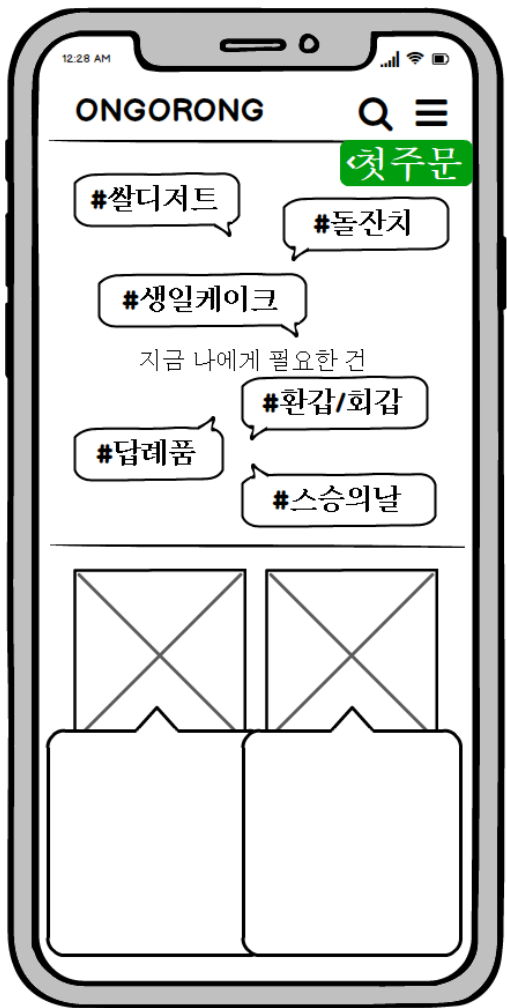 12:28 AM
ONGORONG
<첫주문
#쌀디저트
#돌잔치
#생일케이크
지금 나에게 필요한 건
#환갑/회갑
#답례품
#스승의날